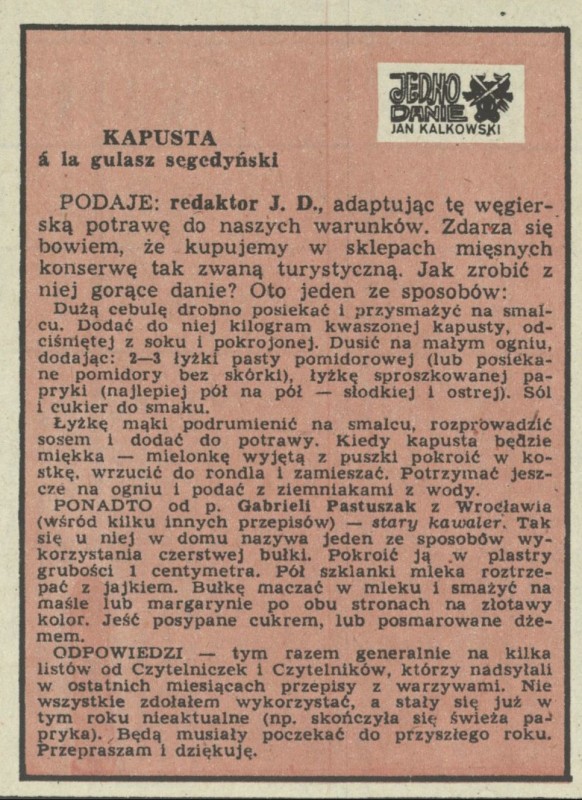 JEDNO
DANIE
JAN KALKOWSKI
KAPUSTA
á la gulasz segedyński
PODAJE: redaktor J. D., adaptując tę węgier-
ską potrawę do naszych warunków. Zdarza się
bowiem, że kupujemy w sklepach mięsnych
konserwę tak zwaną turystyczną. Jak zrobić z
niej gorące danie? Oto jeden ze sposobów:
Dużą cebulę drobno posiekać i przysmażyć na smal-
cu. Dodać do niej kilogram kwaszonej kapusty, od-
ciśniętej z soku i pokrojonej. Dusić na małym ogniu,
dodając: 2—3 łyżki pasty pomidorowej (lub posieka-
ne pomidory bez skórki), łyżkę sproszkowanej pa-
pryki (najlepiej pół na pół — słodkiej i ostrej). Sól
i cukier do smaku.
Łyżkę mąki podrumienić na smalcu, rozprowadzić
sosem i dodać do potrawy. Kiedy kapusta będzie
miękka — mielonkę wyjętą z puszki pokroić w ko-
stkę, wrzucić do rondla i zamieszać. Potrzymać jesz-
cze na ogniu i podać z ziemniakami z wody.
PONADTO od p. Gabrieli Pastuszak z Wrocławia
(wśród kilku innych przepisów) — stary kawaler. Tak
się u niej w domu nazywa jeden ze sposobów wy-
korzystania czerstwej bułki. Pokroić ją w plastry
grubości 1 centymetra. Pół szklanki mleka roztrze-
pać z jajkiem. Bułkę maczać w mleku i smażyć na
maśle lub margarynie po obu stronach na złotawy
kolor. Jeść posypane cukrem, lub posmarowane dże-
mem.
ODPOWIEDZI — tym razem generalnie na kilka
listów od Czytelniczek i Czytelników, którzy nadsyłali
w ostatnich miesiącach przepisy z warzywami. Nie
wszystkie zdołałem wykorzystać, a stały się już w
tym roku nieaktualne (np. skończyła się świeża pa-
pryka). Będą musiały poczekać do przyszłego roku.
Przepraszam i dziękuję.